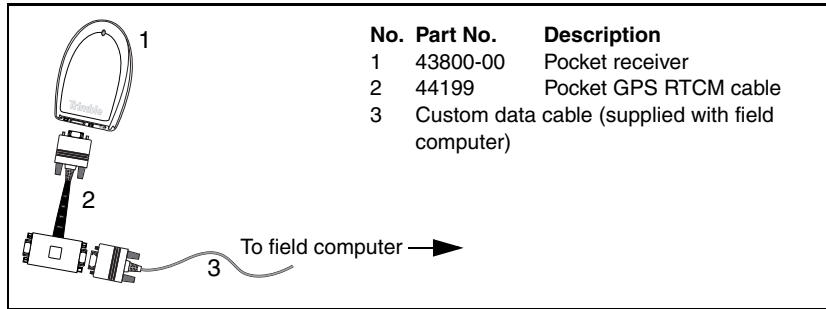 1
Trimble
2
3
To field computer
No. Part No. Description
1 43800-00 Pocket receiver
2 44199 Pocket GPS RTCM cable
3 Custom data cable (supplied with field
computer)